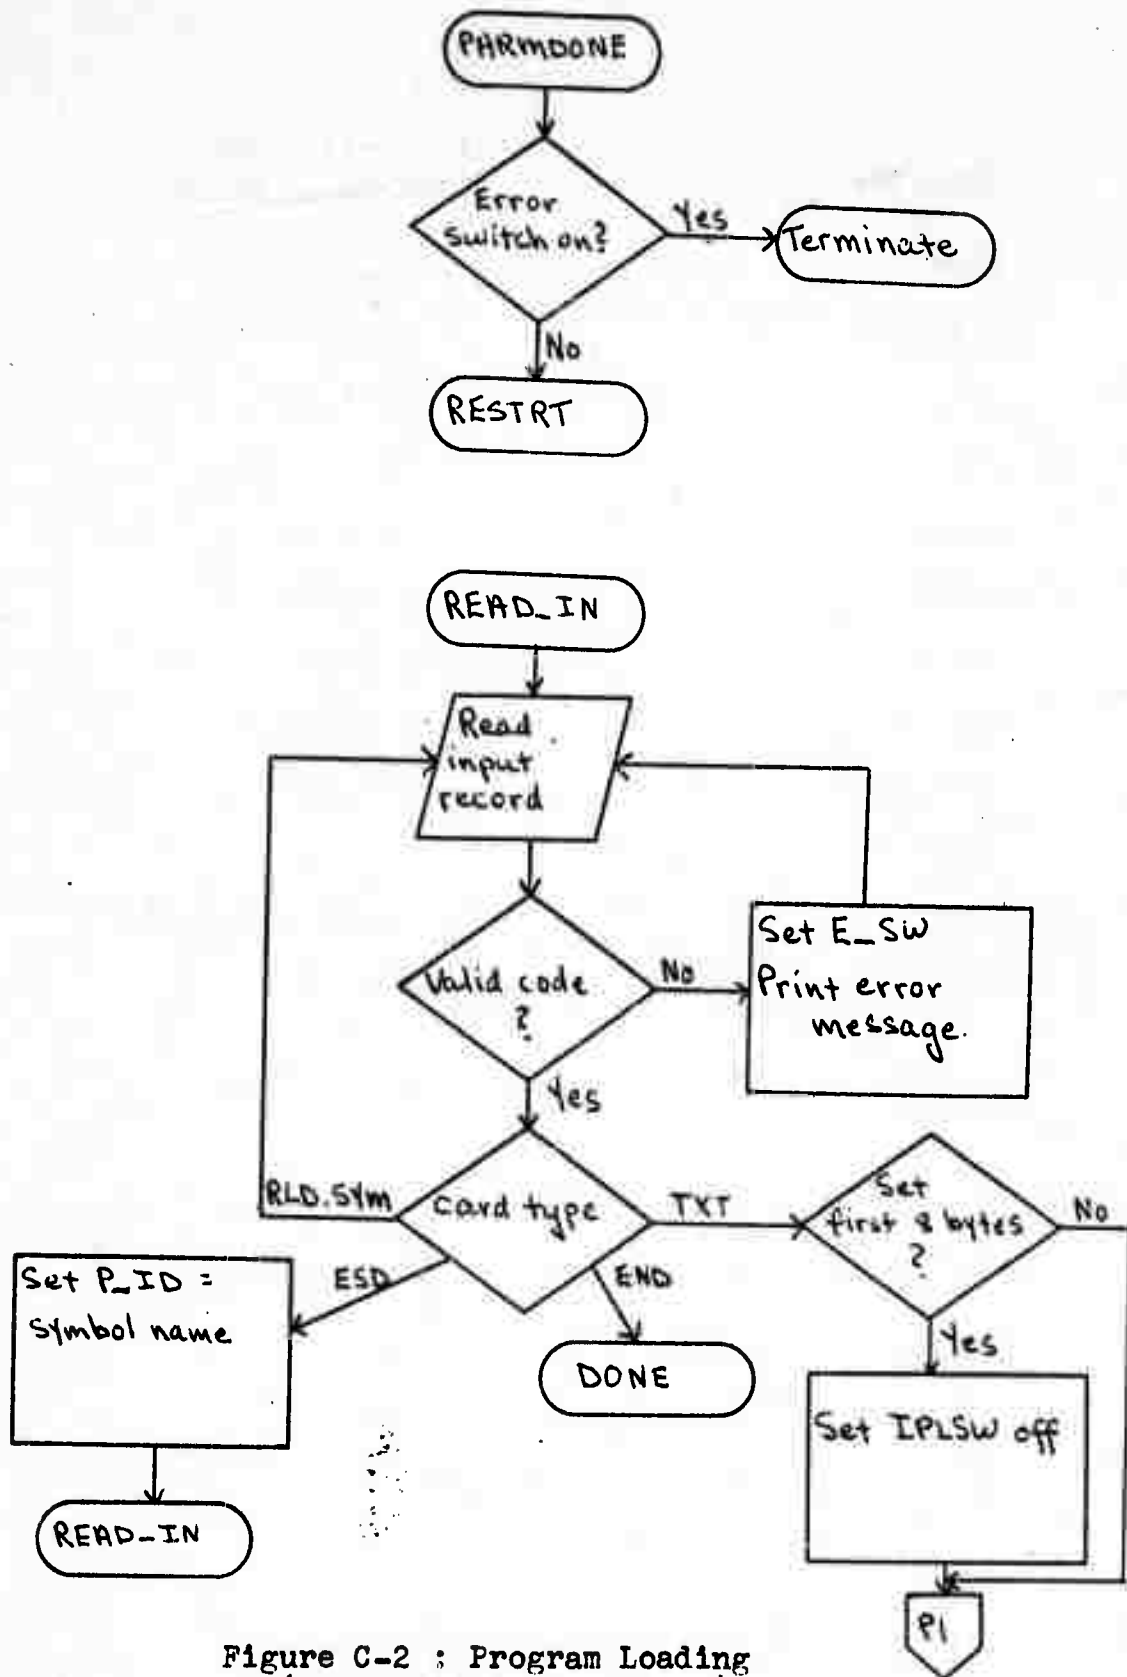 PARMDONE
Error
switch on?
Yes
Terminate
No
RESTRT
READ_IN
Read
input
record
Valid code
?
No
Set E_SW
Print error
message.
Yes
RLD.SYM
Card type
TXT
Set
first 8 bytes
?
No
ESD
END
Set P_ID =
symbol name
DONE
Yes
Set IPLSW off
READ_IN
P1
Figure C-2 : Program Loading